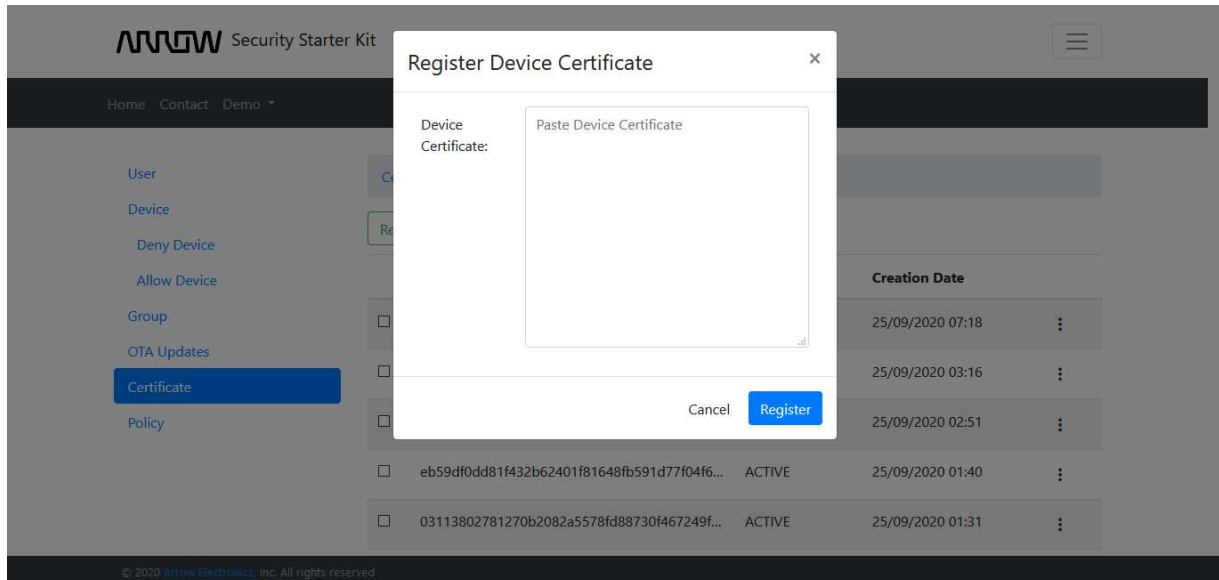 ARROW Security Starter Kit
Register Device Certificate ×
Home Contact Demo
Device
Certificate:
Paste Device Certificate
User
Device
Deny Device
Allow Device
Group
OTA Updates
Certificate
Policy
Creation Date
25/09/2020 07:18
25/09/2020 03:16
Cancel Register
25/09/2020 02:51
eb59df0dd81f432b62401f81648fb591d77f04f6... ACTIVE 25/09/2020 01:40
03113802781270b2082a5578fd88730f467249f... ACTIVE 25/09/2020 01:31
© 2020 Arrow Electronics, Inc. All rights reserved